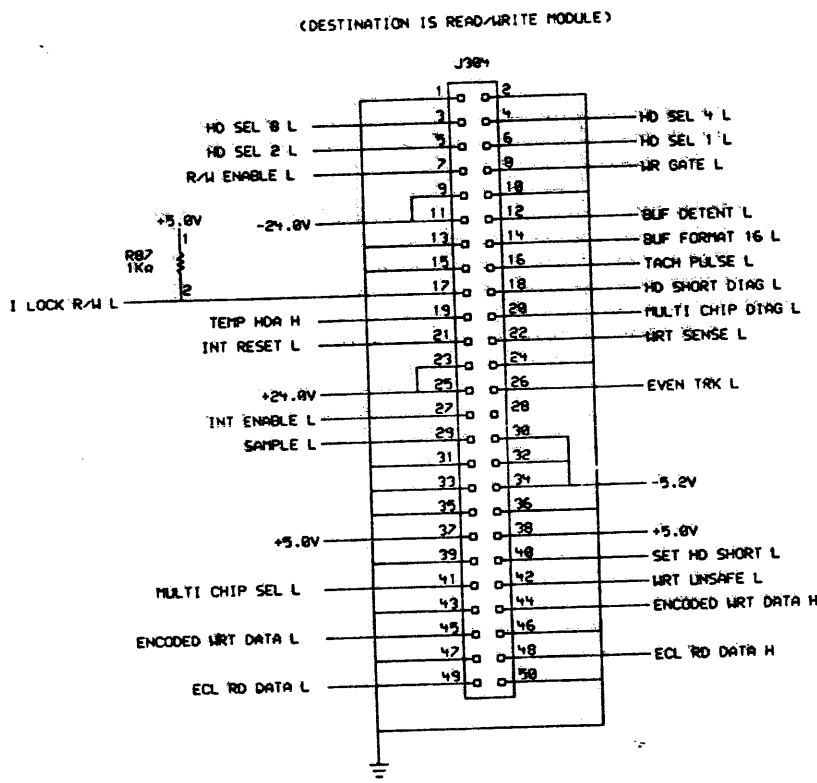 (DESTINATION IS READ/WRITE MODULE)
J304
1 2
HD SEL 8 L 3 4 HD SEL 4 L
HD SEL 2 L 5 6 HD SEL 1 L
R/W ENABLE L 7 8 WR GATE L
9 10
+5.0V -24.0V 11 12 BUF DETENT L
1 13 14 BUF FORMAT 16 L
R87
1KΩ 15 16 TACH PULSE L
2
I LOCK R/W L 17 18 HD SHORT DIAG L
TEMP HDA H 19 20 MULTI CHIP DIAG L
INT RESET L 21 22 WRT SENSE L
23 24
+24.0V 25 26 EVEN TRK L
INT ENABLE L 27 28
SAMPLE L 29 30
31 32
33 34 -5.2V
35 36
+5.0V 37 38 +5.0V
39 40 SET HD SHORT L
MULTI CHIP SEL L 41 42 WRT UNSAFE L
43 44 ENCODED WRT DATA H
ENCODED WRT DATA L 45 46
47 48 ECL RD DATA H
ECL RD DATA L 49 50